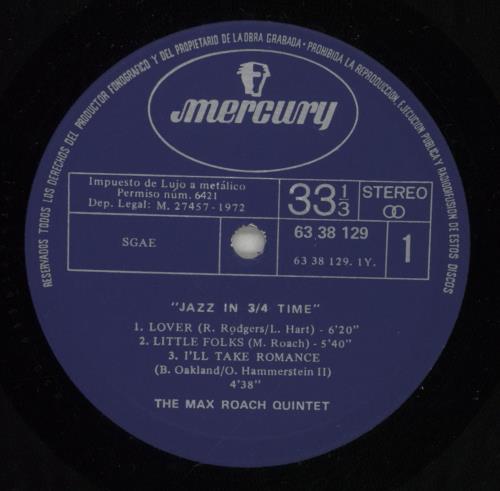 RESERVADOS TODOS LOS DERECHOS DEL PRODUCTOR FONOGRAFICO Y DEL PROPIETARIO DE LA OBRA GRABADA - PROHIBIDA LA REPRODUCCION, EJECUCION PUBLICA Y RADIODIFUSION DE ESTOS DISCOS
mercury
Impuesto de Lujo a metálico
Permiso núm. 6421
Dep. Legal: M. 27457 - 1972
33 1/3
STEREO
SGAE
63 38 129
63 38 129. 1Y.
1
"JAZZ IN 3/4 TIME"
1. LOVER (R. Rodgers/L. Hart) - 6'20"
2. LITTLE FOLKS (M. Roach) - 5'40"
3. I'LL TAKE ROMANCE
(B. Oakland/O. Hammerstein II)
4'38"
THE MAX ROACH QUINTET